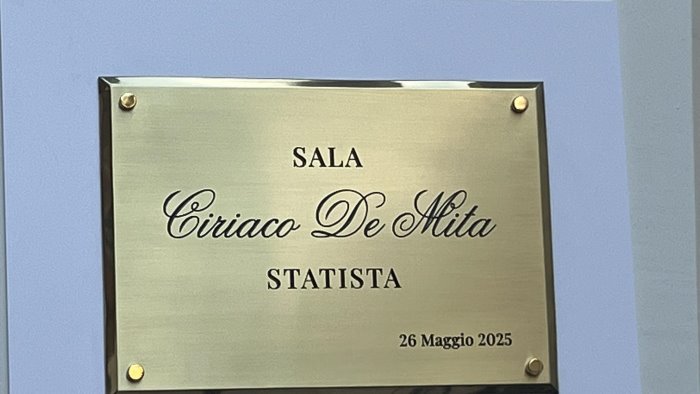 SALA
Ciriaco De Mita
STATISTA
26 Maggio 2025